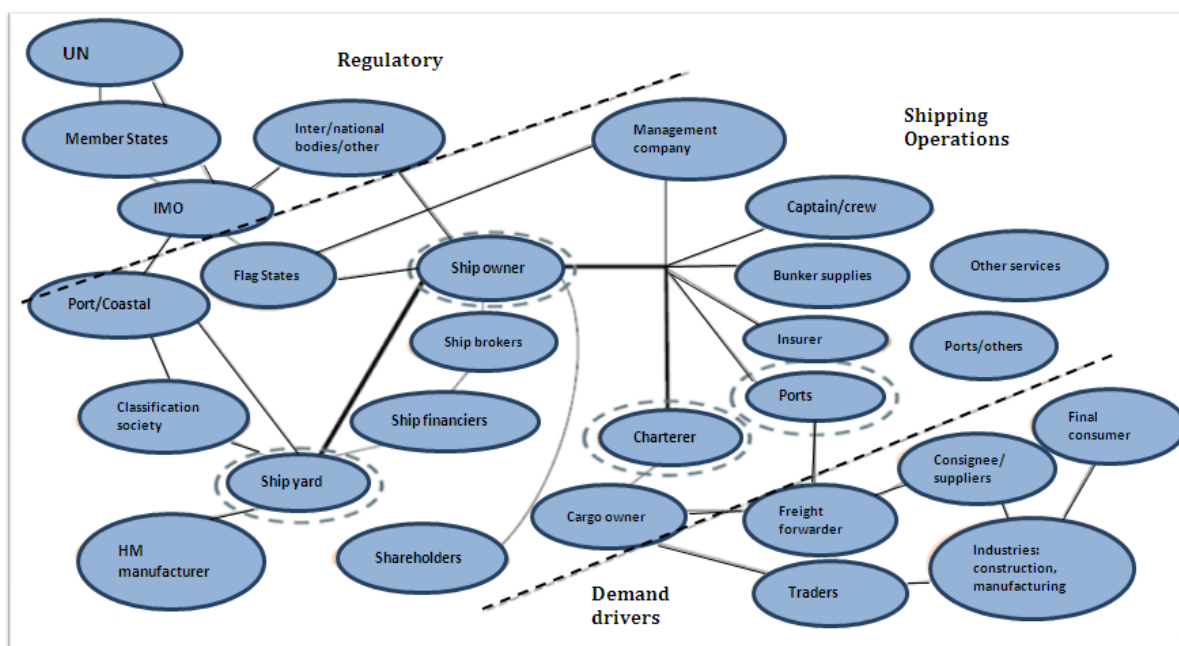 UN
Regulatory
Member States
Inter/national
bodies/other
Management
company
Shipping
Operations
IMO
Captain/crew
Flag States
Ship owner
Bunker supplies
Other services
Port/Coastal
Ship brokers
Insurer
Ports/others
Classification
society
Ship financiers
Charterer
Ports
Final
consumer
Ship yard
Consignee/
suppliers
Cargo owner
Freight
forwarder
HM
manufacturer
Shareholders
Industries:
construction,
manufacturing
Demand
drivers
Traders